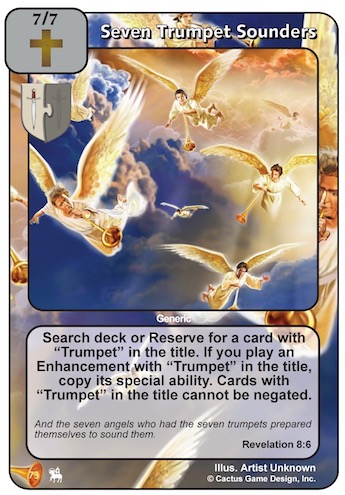 7/7
Seven Trumpet Sounders
Generic
Search deck or Reserve for a card with
“Trumpet” in the title. If you play an
Enhancement with “Trumpet” in the title,
copy its special ability. Cards with
“Trumpet” in the title cannot be negated.
And the seven angels who had the seven trumpets prepared
themselves to sound them.
Revelation 8:6
Illus. Artist Unknown
© Cactus Game Design, Inc.